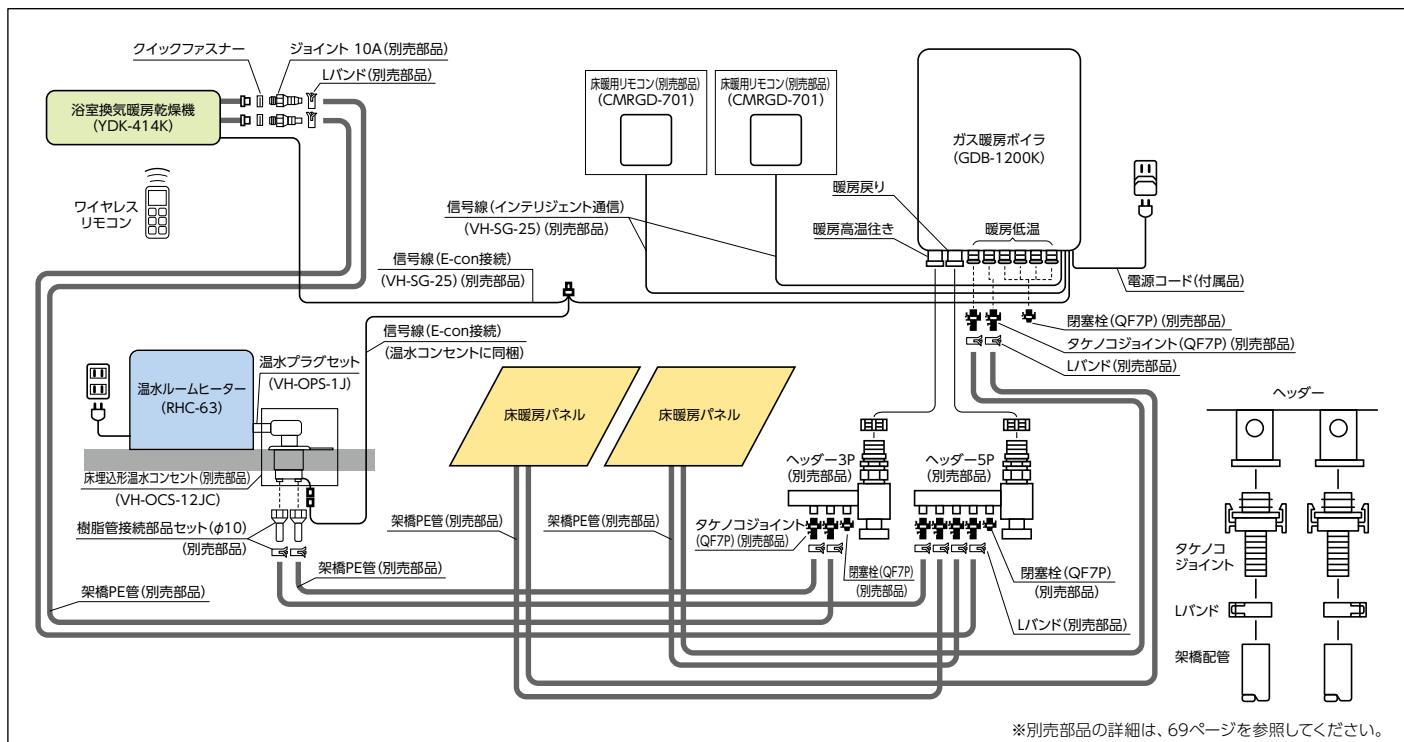 クイックファスナー
ジョイント 10A(別売部品)
Lバンド(別売部品)
浴室換気暖房乾燥機
(YDK-414K)
ワイヤレス
リモコン
床暖用リモコン(別売部品)
(CMRGD-701)
床暖用リモコン(別売部品)
(CMRGD-701)
ガス暖房ボイラ
(GDB-1200K)
暖房戻り
暖房高温往き
暖房低温
信号線(インテリジェント通信)
(VH-SG-25)(別売部品)
信号線(E-con接続)
(VH-SG-25)(別売部品)
電源コード(付属品)
信号線(E-con接続)
(温水コンセントに同梱)
閉塞栓(QF7P)(別売部品)
タケノコジョイント(QF7P)(別売部品)
Lバンド(別売部品)
温水プラグセット
(VH-OPS-1J)
温水ルームヒーター
(RHC-63)
床暖房パネル
床暖房パネル
ヘッダー
ヘッダー3P
(別売部品)
ヘッダー5P
(別売部品)
床埋込形温水コンセント(別売部品)
(VH-OCS-12JC)
樹脂管接続部品セット(φ10)
(別売部品)
架橋PE管(別売部品)
架橋PE管(別売部品)
タケノコジョイント
(QF7P)(別売部品)
閉塞栓(QF7P)
(別売部品)
閉塞栓(QF7P)
(別売部品)
Lバンド(別売部品)
架橋PE管(別売部品)
架橋PE管(別売部品)
タケノコ
ジョイント
Lバンド
架橋配管
※別売部品の詳細は、69ページを参照してください。